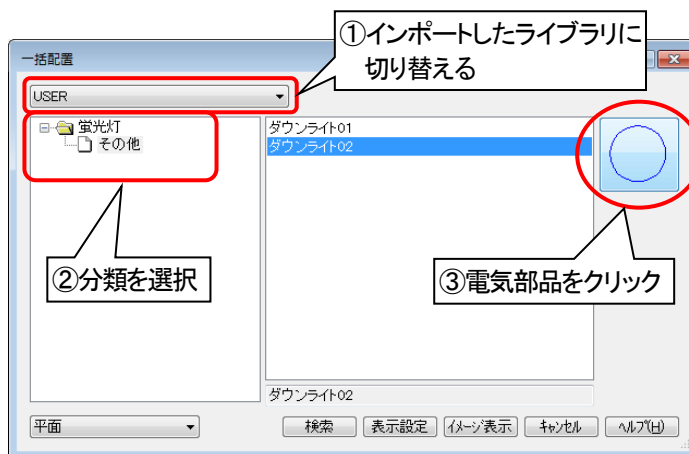 ①インポートしたライブラリに
切り替える
一括配置
USER
蛍光灯
その他
ダウンライト01
ダウンライト02
②分類を選択
③電気部品をクリック
ダウンライト02
平面
検索
表示設定
イメージ表示
キャンセル
ヘルプ(H)